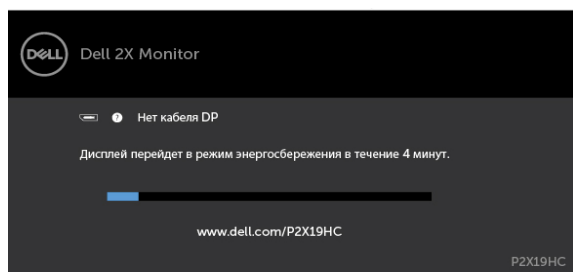 DELL Dell 2X Monitor
? Нет кабеля DP
Дисплей перейдет в режим энергосбережения в течение 4 минут.
www.dell.com/P2X19HC
P2X19HC